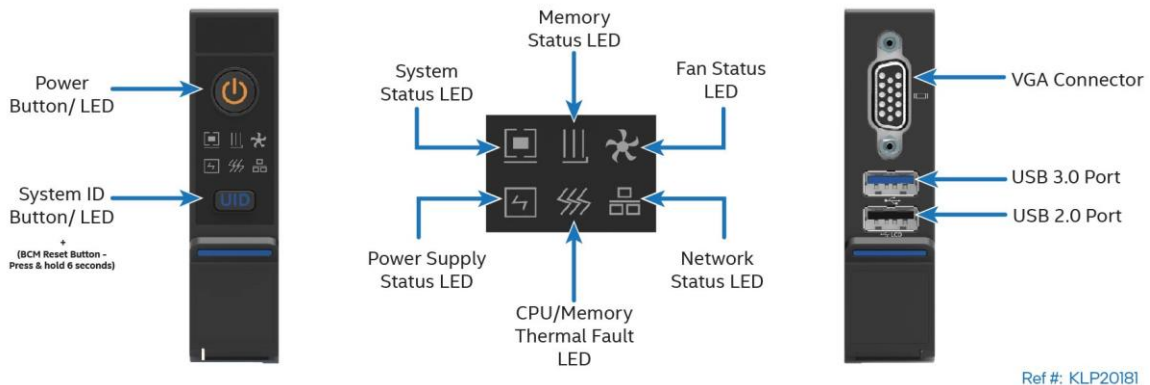 Power
Button/ LED
System ID
Button/ LED
+
(BCM Reset Button -
Press & hold 6 seconds)
UID
Memory
Status LED
System
Status LED
Fan Status
LED
Power Supply
Status LED
CPU/Memory
Thermal Fault
LED
Network
Status LED
VGA Connector
USB 3.0 Port
USB 2.0 Port
Ref #: KLP20181